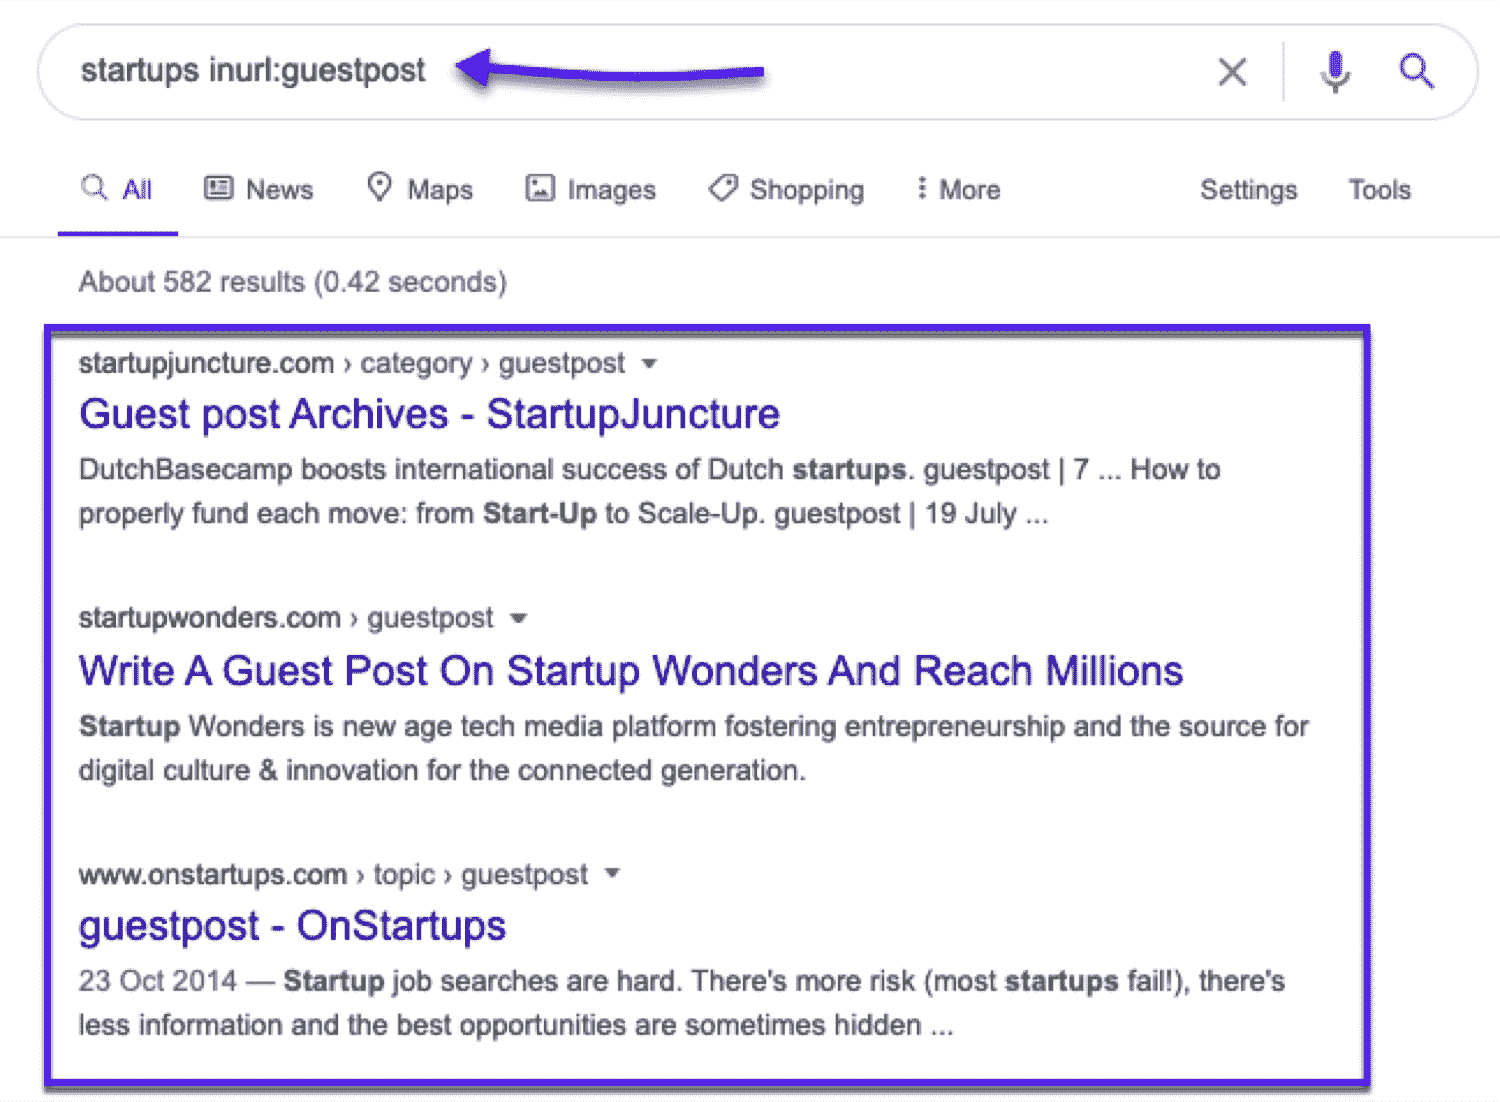 startups inurl:guestpost
All News Maps Images Shopping More Settings Tools
About 582 results (0.42 seconds)
startupjuncture.com › category › guestpost
Guest post Archives - StartupJuncture
DutchBasecamp boosts international success of Dutch startups. guestpost | 7 ... How to
properly fund each move: from Start-Up to Scale-Up. guestpost | 19 July ...
startupwonders.com › guestpost
Write A Guest Post On Startup Wonders And Reach Millions
Startup Wonders is new age tech media platform fostering entrepreneurship and the source for
digital culture & innovation for the connected generation.
www.onstartups.com › topic › guestpost
guestpost - OnStartups
23 Oct 2014 — Startup job searches are hard. There's more risk (most startups fail!), there's
less information and the best opportunities are sometimes hidden ...